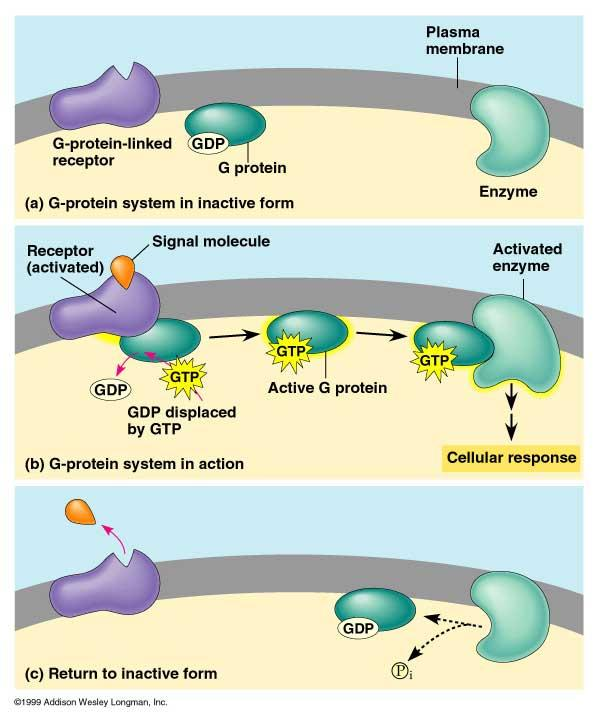 Plasma
membrane
G-protein-linked
receptor
GDP
G protein
Enzyme
(a) G-protein system in inactive form
Receptor
(activated)
Signal molecule
Activated
enzyme
GTP
GDP
GDP displaced
by GTP
GTP
Active G protein
GTP
Cellular response
(b) G-protein system in action
GDP
Pi
(c) Return to inactive form
©1999 Addison Wesley Longman, Inc.